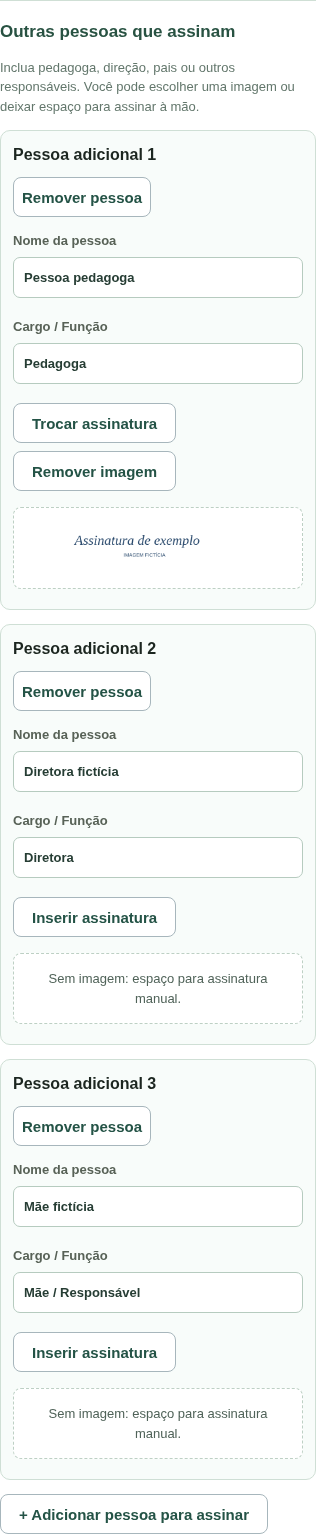 Outras pessoas que assinam
Inclua pedagoga, direção, pais ou outros
responsáveis. Você pode escolher uma imagem ou
deixar espaço para assinar à mão.
Pessoa adicional 1
Remover pessoa
Nome da pessoa
Pessoa pedagoga
Cargo / Função
Pedagoga
Trocar assinatura
Remover imagem
Assinatura de exemplo
IMAGEM FICTÍCIA
Pessoa adicional 2
Remover pessoa
Nome da pessoa
Diretora fictícia
Cargo / Função
Diretora
Inserir assinatura
Sem imagem: espaço para assinatura
manual.
Pessoa adicional 3
Remover pessoa
Nome da pessoa
Mãe fictícia
Cargo / Função
Mãe / Responsável
Inserir assinatura
Sem imagem: espaço para assinatura
manual.
+ Adicionar pessoa para assinar